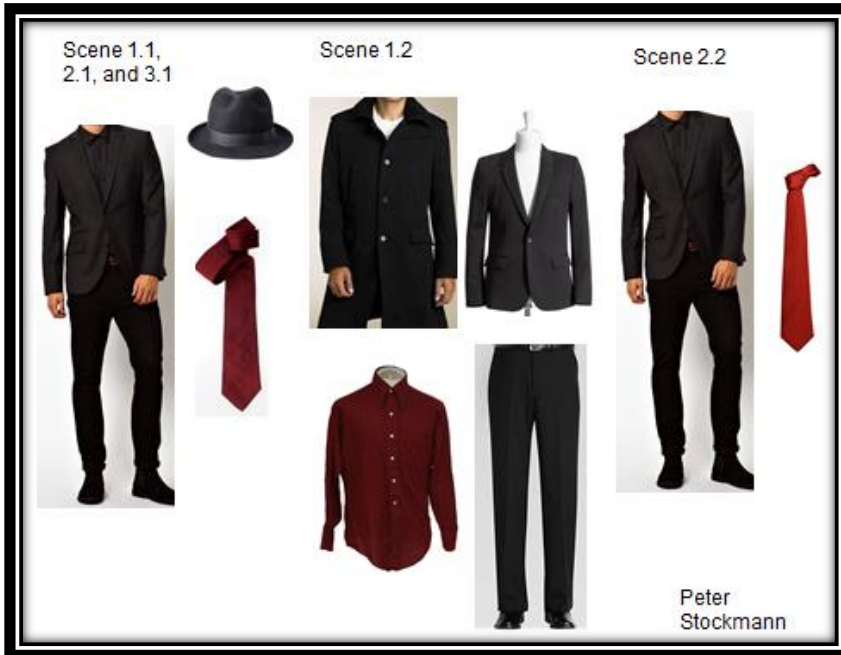 Scene 1.1,
2.1, and 3.1
Scene 1.2
Scene 2.2
Peter
Stockmann